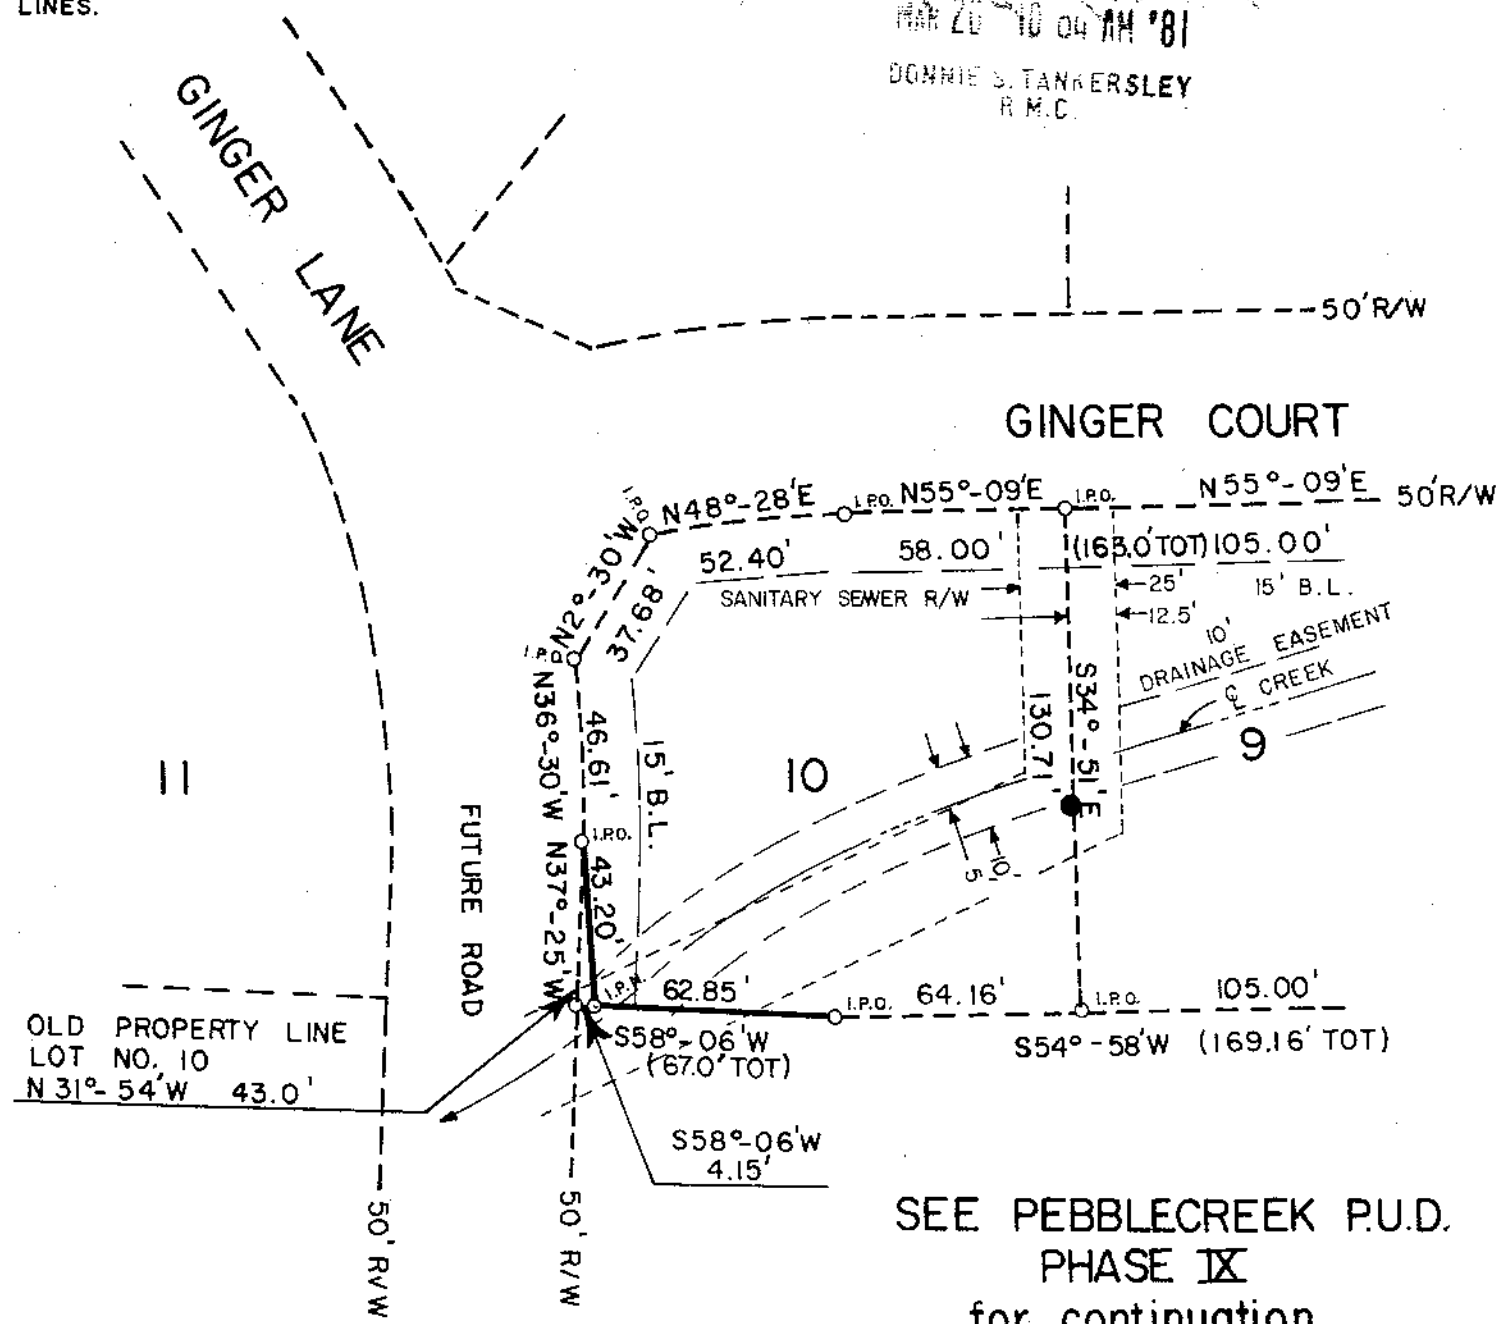 LINES.
MAR 20 10 04 AM '81
DONNIE S. TANKERSLEY
R.M.C.
GINGER LANE
50' R/W
GINGER COURT
N48°-28'E
I.P.O.
N55°-09'E
I.P.O.
N55°-09'E
50'R/W
I.P.O.
52.40'
58.00'
(163.0'TOT)
105.00'
SANITARY SEWER R/W
25'
15' B.L.
12.5'
N2°-30'W
37.68'
I.P.O.
10'
DRAINAGE EASEMENT
℄ CREEK
S34°-51'E
130.71'
N36°-30'W
46.61'
15' B.L.
11
10
9
I.P.O.
N37°-25'W
43.20'
FUTURE ROAD
5
10
I.P.N.
62.85'
I.P.O.
64.16'
I.P.O.
105.00'
S58°-06'W
(67.0'TOT)
S54°-58'W (169.16' TOT)
OLD PROPERTY LINE
LOT NO. 10
N 31°-54'W 43.0'
S58°-06'W
4.15'
50' R/W
50' R/W
SEE PEBBLECREEK P.U.D.
PHASE IX
for continuation